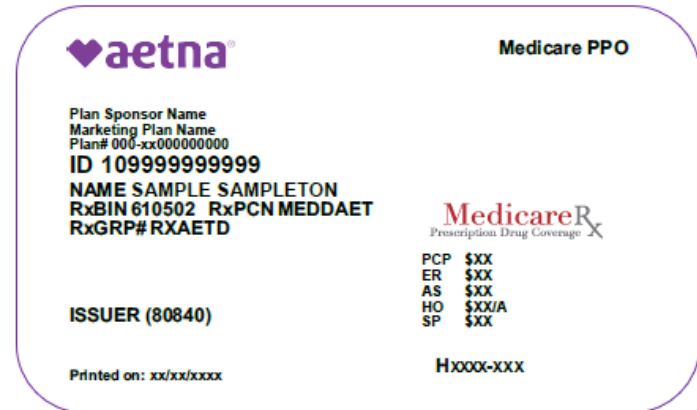 aetna®
Medicare PPO
Plan Sponsor Name
Marketing Plan Name
Plan# 000-xx000000000
ID 109999999999
NAME SAMPLE SAMPLETON
RxBIN 610502 RxPCN MEDDAET
RxGRP# RXAETD
MedicareRx
Prescription Drug Coverage
PCP $XX
ER $XX
AS $XX
HO $XX/A
SP $XX
ISSUER (80840)
Hxxxx-xxx
Printed on: xx/xx/xxxx